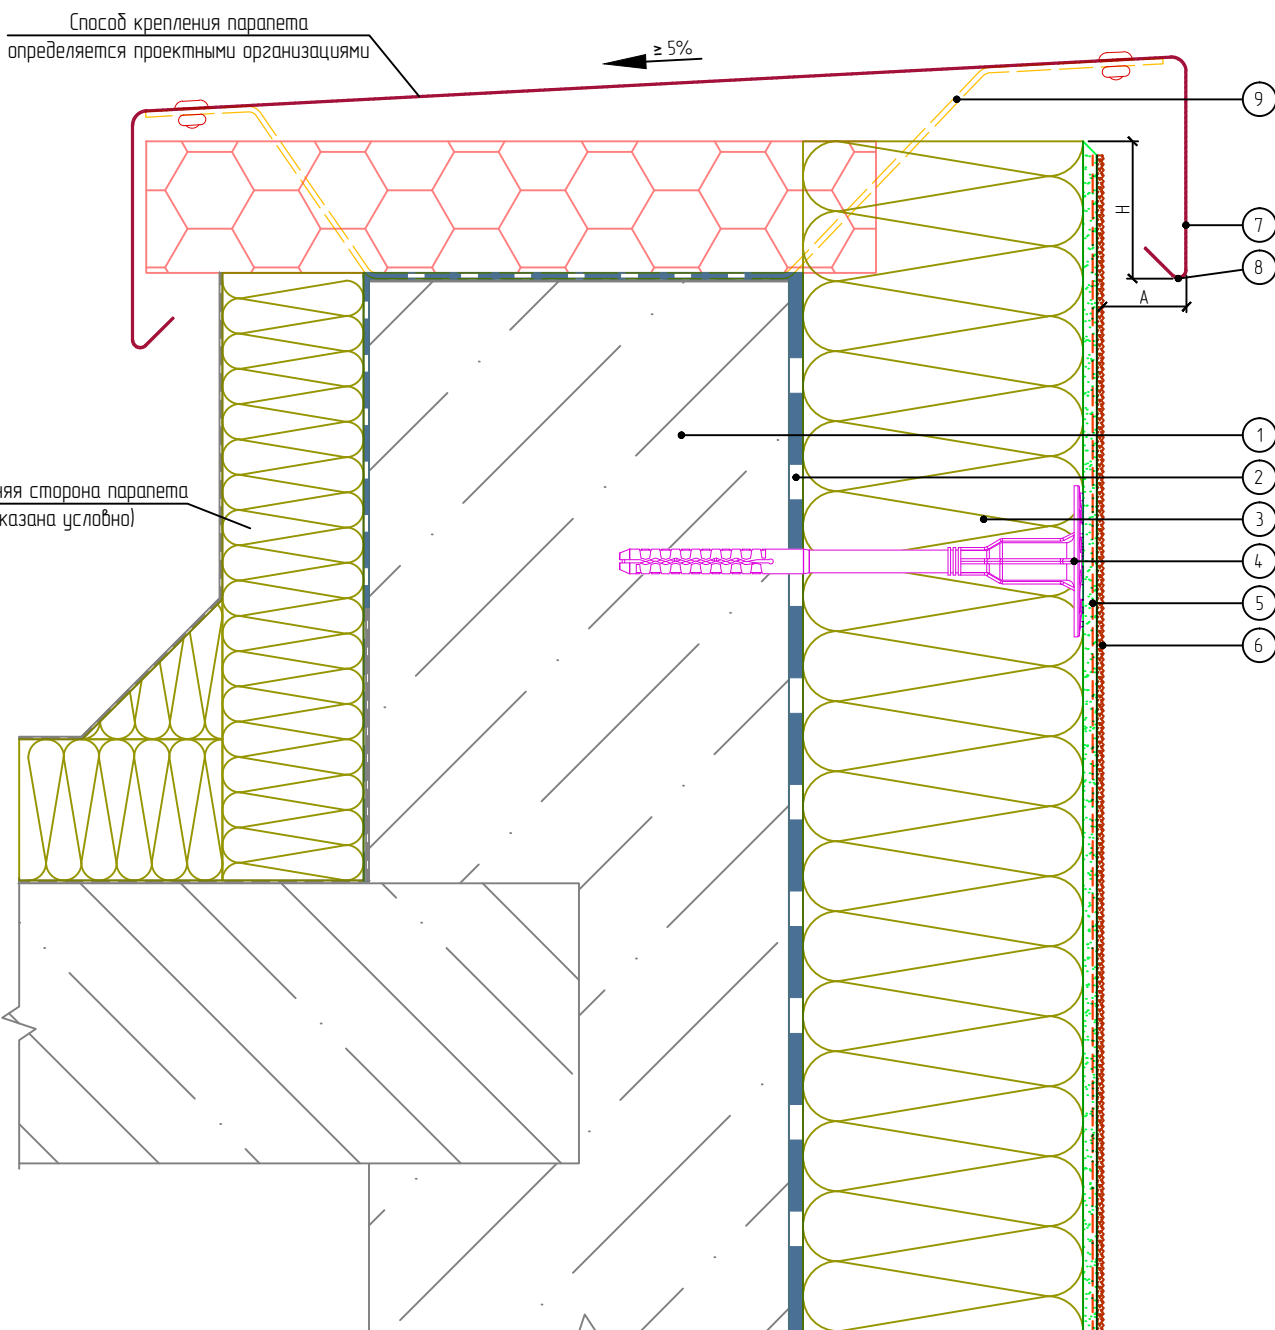 Способ крепления парапета
определяется проектными организациями
≥ 5%
9
H
7
8
A
1
2
сторона парапета
условно)
3
4
5
6